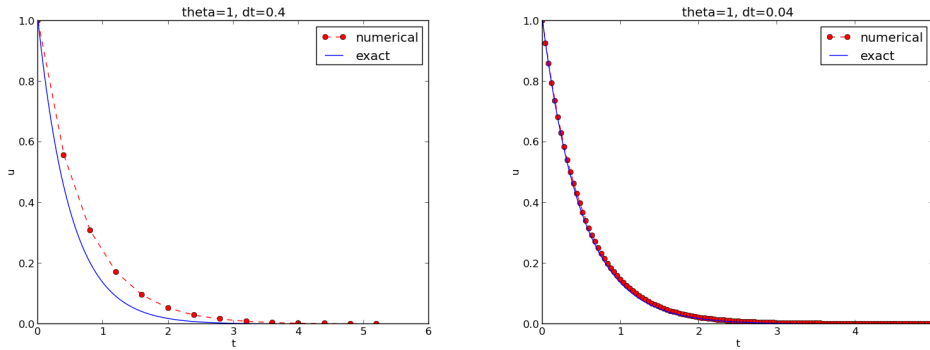 theta=1, dt=0.4
1.0
0.8
0.6
0.4
0.2
0.0
u
numerical
exact
0 1 2 3 4 5 6
t
theta=1, dt=0.04
1.0
0.8
0.6
0.4
0.2
0.0
u
numerical
exact
0 1 2 3 4
t